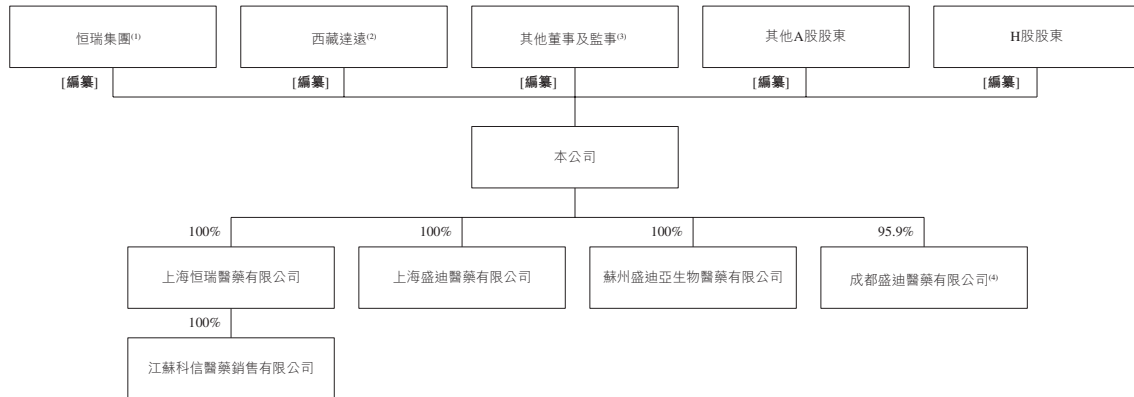 恒瑞集團(1)
西藏達遠(2)
其他董事及監事(3)
其他A股股東
H股股東
[編纂]
[編纂]
[編纂]
[編纂]
[編纂]
本公司
100%
100%
100%
95.9%
上海恒瑞醫藥有限公司
上海盛迪醫藥有限公司
蘇州盛迪亞生物醫藥有限公司
成都盛迪醫藥有限公司(4)
100%
江蘇科信醫藥銷售有限公司